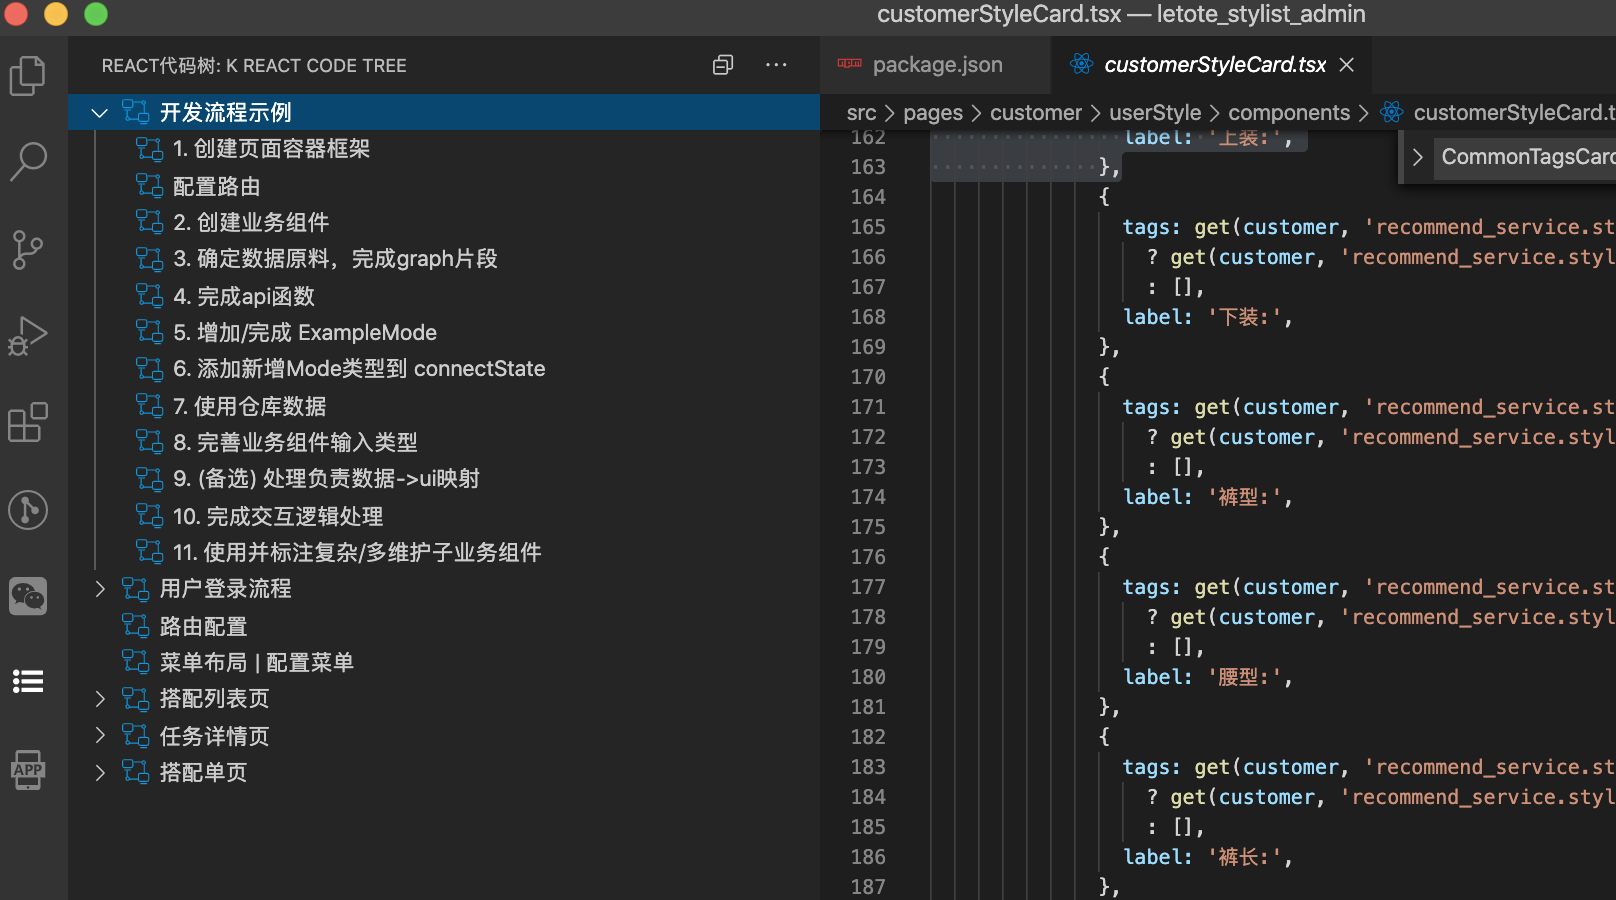 customerStyleCard.tsx — letote_stylist_admin
REACT代码树: K REACT CODE TREE
开发流程示例
1. 创建页面容器框架
配置路由
2. 创建业务组件
3. 确定数据原料，完成graph片段
4. 完成api函数
5. 增加/完成 ExampleMode
6. 添加新增Mode类型到 connectState
7. 使用仓库数据
8. 完善业务组件输入类型
9. (备选) 处理负责数据->ui映射
10. 完成交互逻辑处理
11. 使用并标注复杂/多维护子业务组件
用户登录流程
路由配置
菜单布局 | 配置菜单
搭配列表页
任务详情页
搭配单页
APP
package.json
customerStyleCard.tsx
src > pages > customer > userStyle > components > customerStyleCard.t
CommonTagsCard
162 label: '上装:',
163 },
164 {
165 tags: get(customer, 'recommend_service.st
166 ? get(customer, 'recommend_service.styl
167 : [],
168 label: '下装:',
169 },
170 {
171 tags: get(customer, 'recommend_service.st
172 ? get(customer, 'recommend_service.styl
173 : [],
174 label: '裤型:',
175 },
176 {
177 tags: get(customer, 'recommend_service.st
178 ? get(customer, 'recommend_service.styl
179 : [],
180 label: '腰型:',
181 },
182 {
183 tags: get(customer, 'recommend_service.st
184 ? get(customer, 'recommend_service.styl
185 : [],
186 label: '裤长:',
187 },